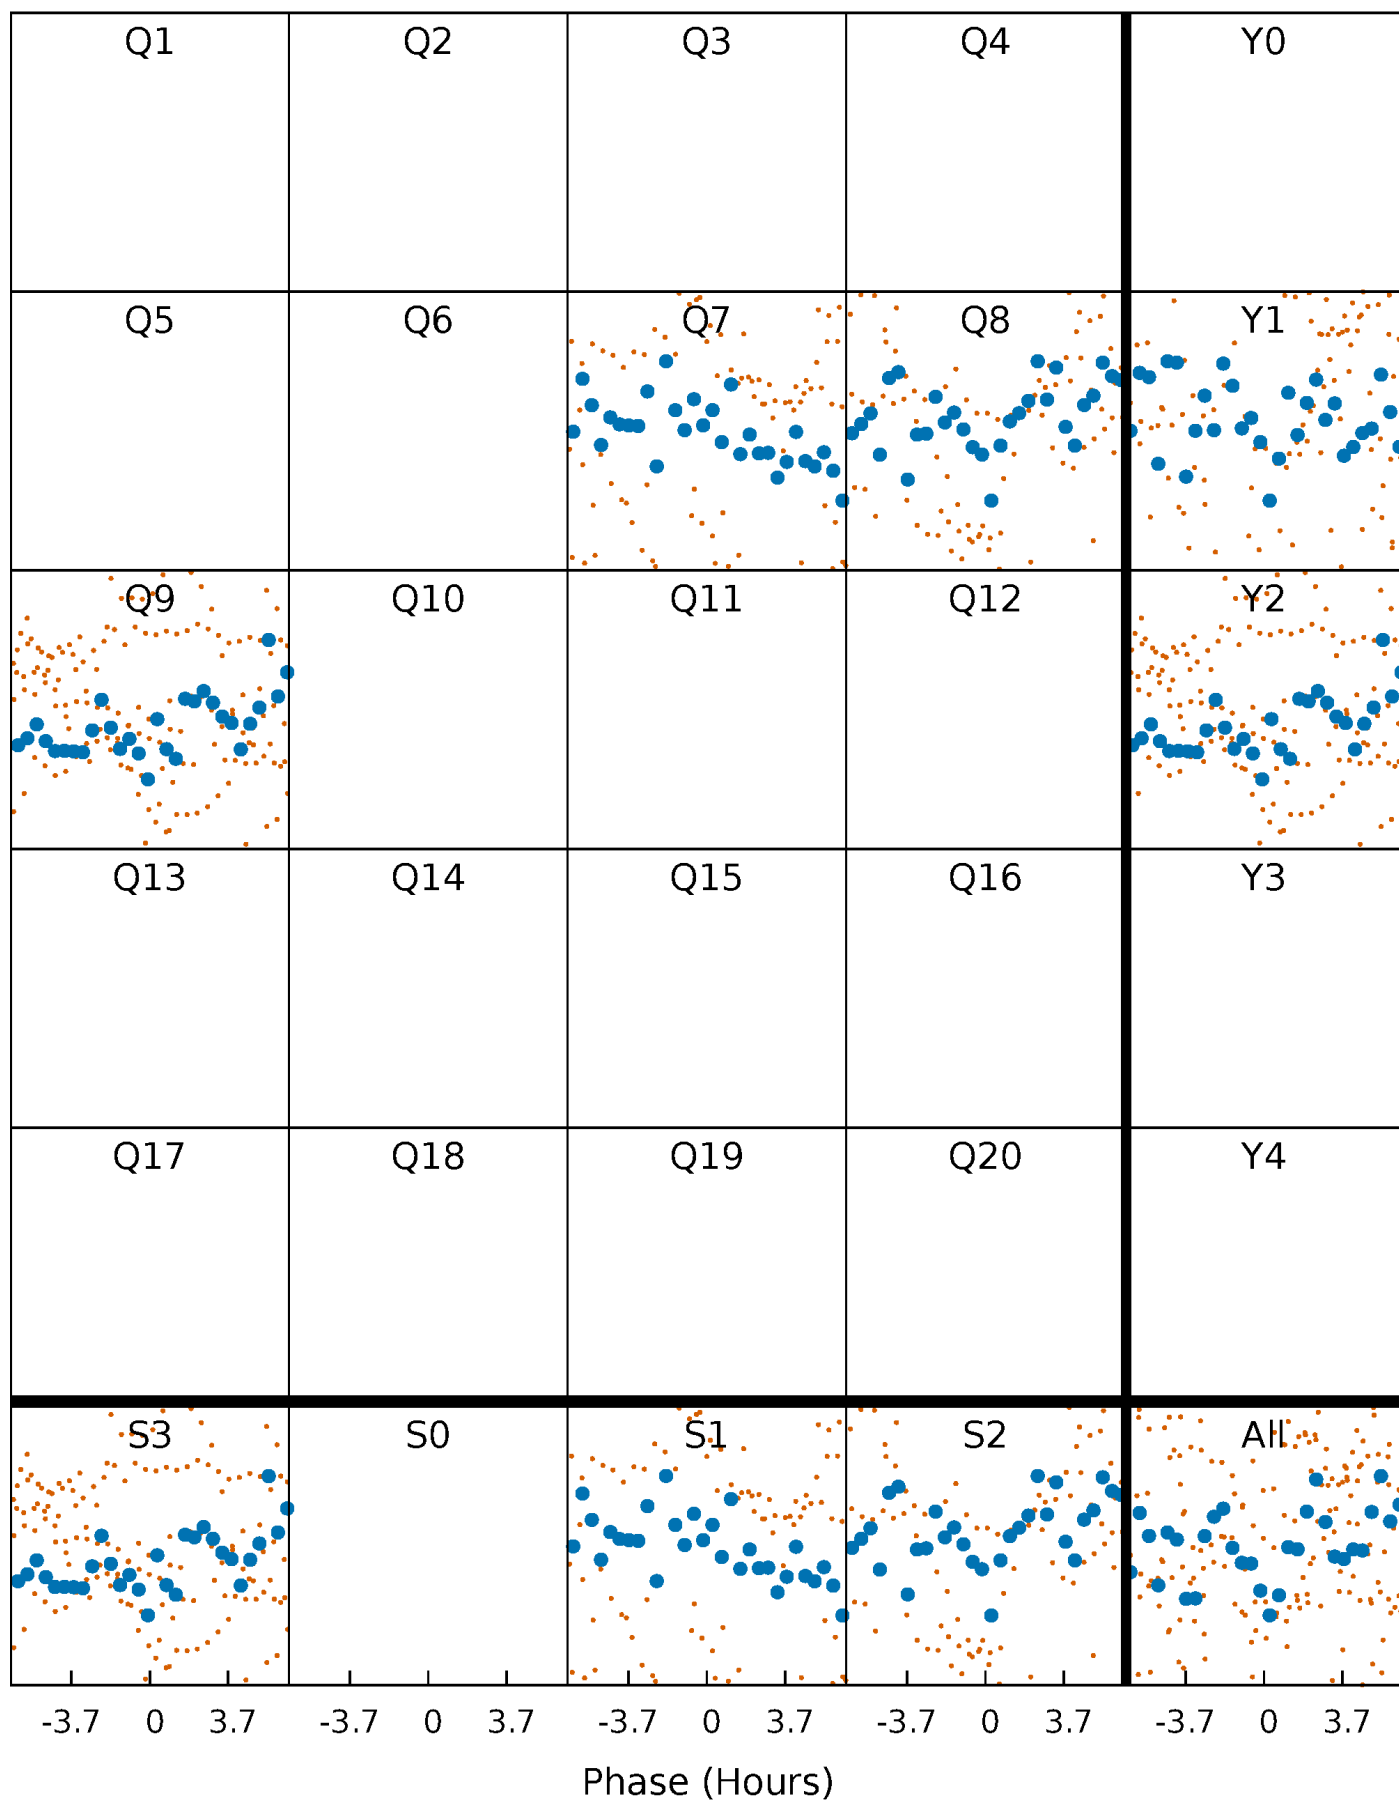 Q1 Q2 Q3 Q4 Y0
Q5 Q6 Q7 Q8 Y1
Q9 Q10 Q11 Q12 Y2
Q13 Q14 Q15 Q16 Y3
Q17 Q18 Q19 Q20 Y4
S3 S0 S1 S2 All
-3.7 0 3.7 -3.7 0 3.7 -3.7 0 3.7 -3.7 0 3.7 -3.7 0 3.7
Phase (Hours)